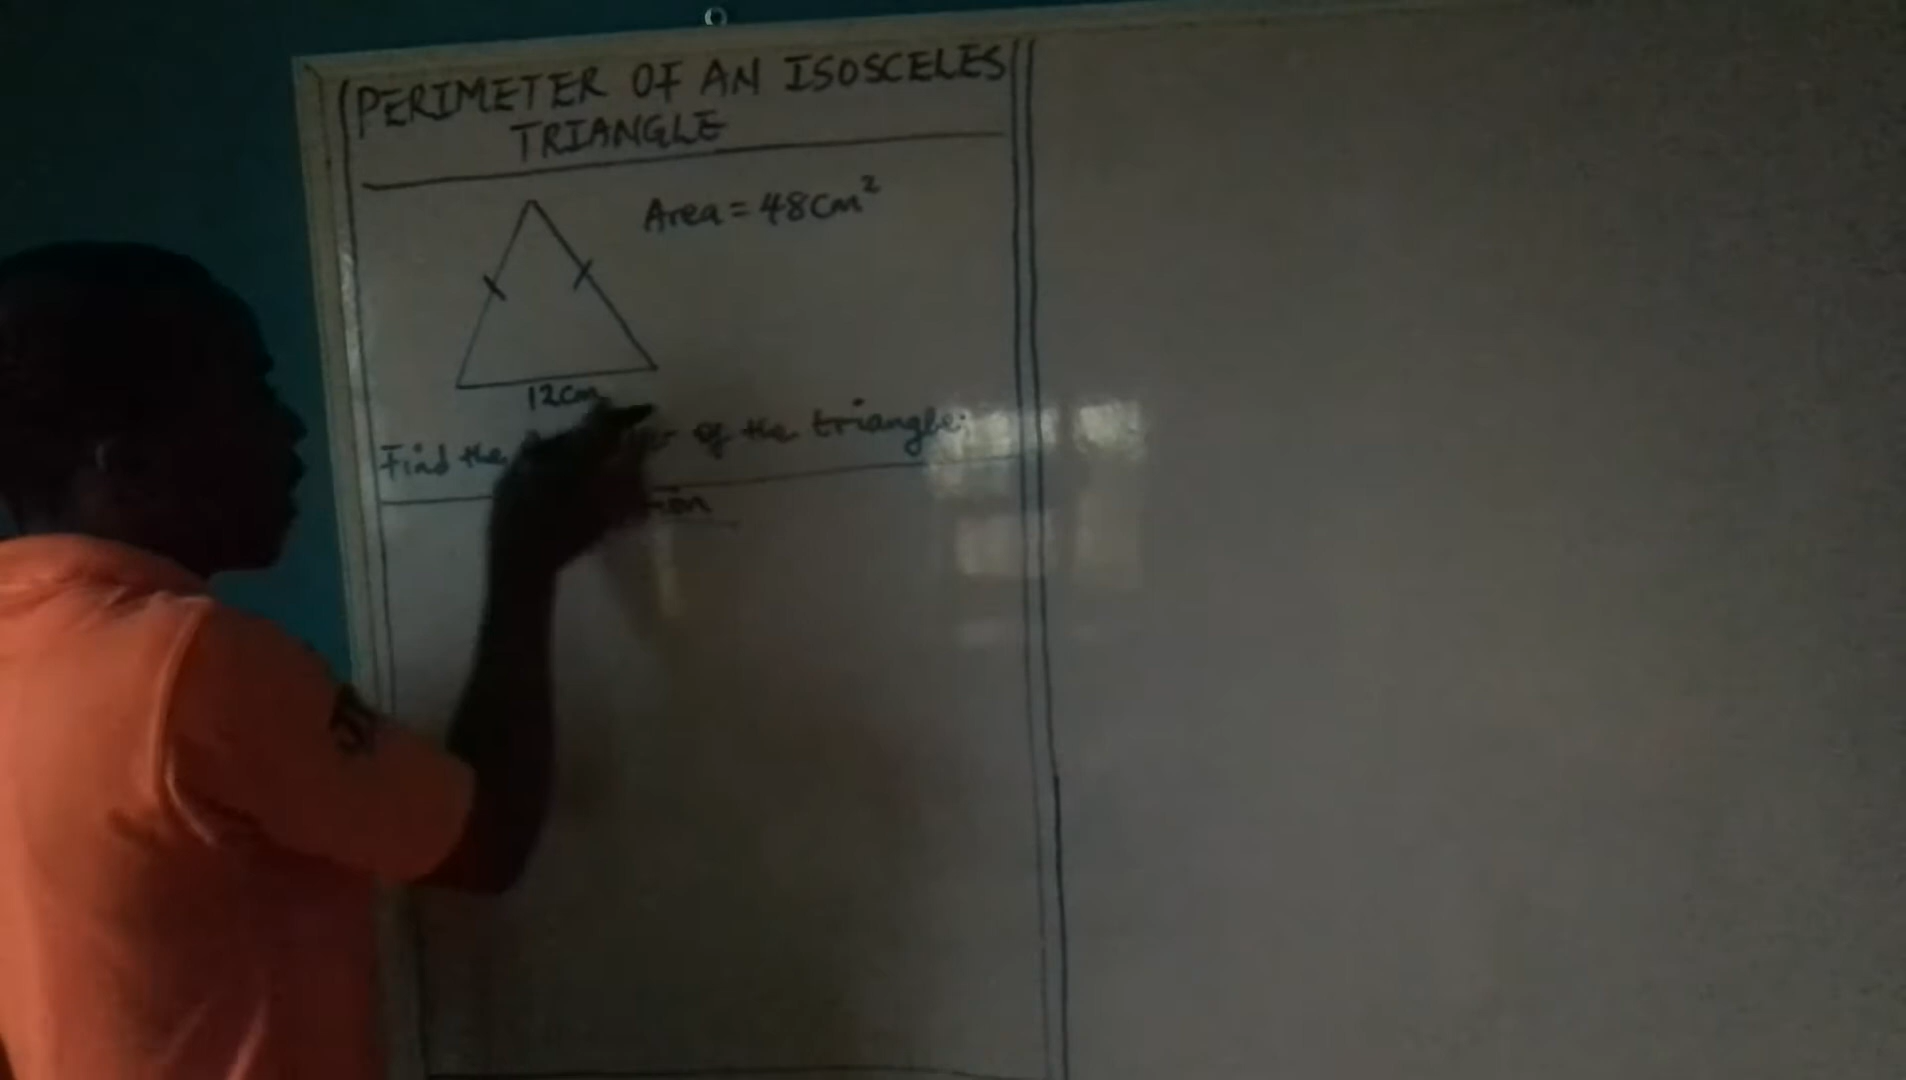 PERIMETER OF AN ISOSCELES
TRIANGLE
Area = 48cm²
12cm
Find the of the triangle.